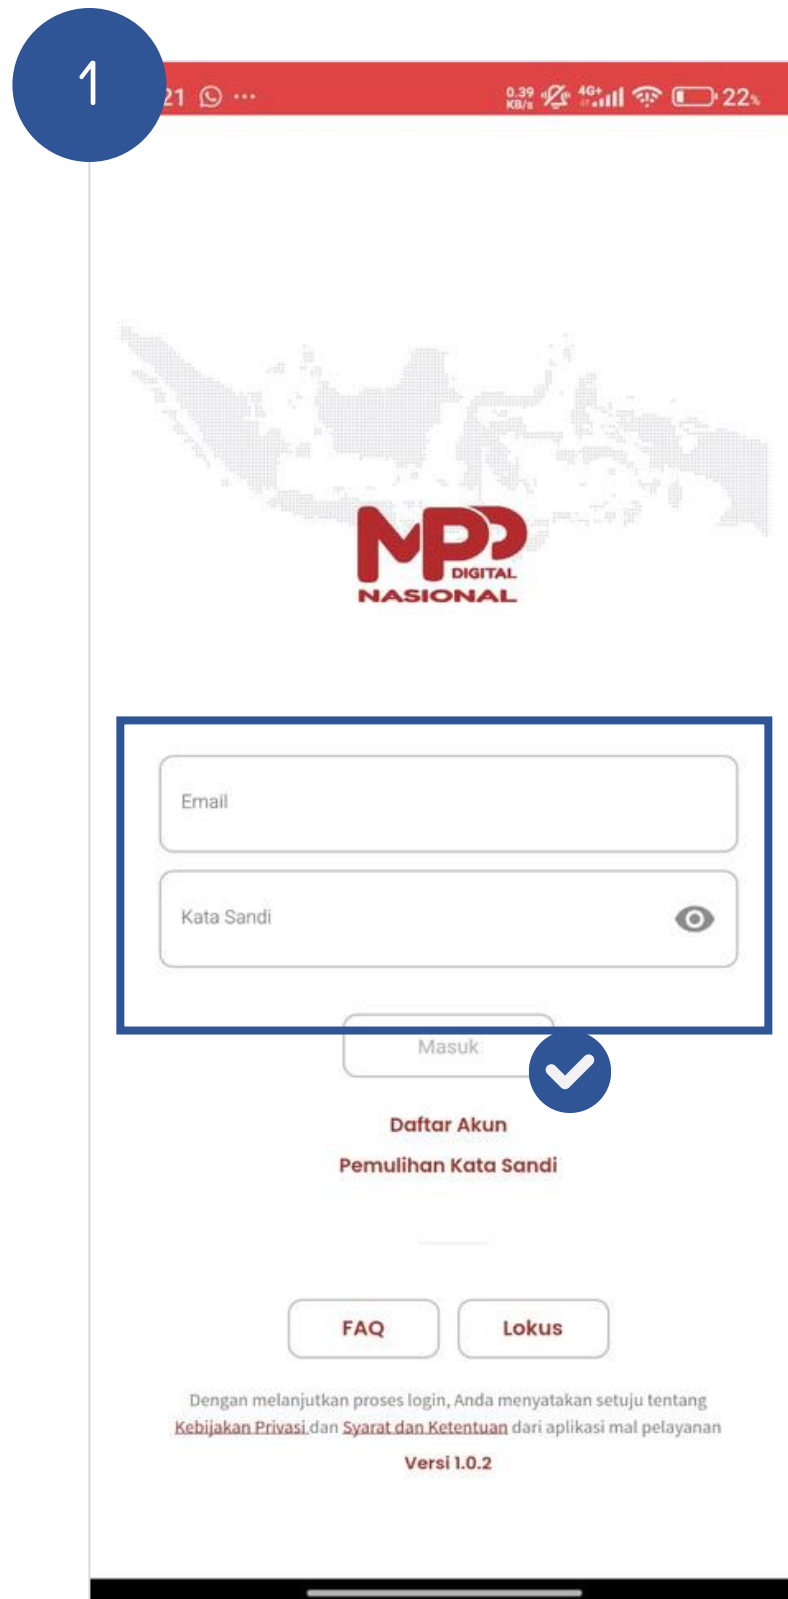 1
21 ... 0.39 KB/s 4G+ 22%
MPP
DIGITAL
NASIONAL
Email
Kata Sandi
Masuk
Daftar Akun
Pemulihan Kata Sandi
FAQ Lokus
Dengan melanjutkan proses login, Anda menyatakan setuju tentang
Kebijakan Privasi dan Syarat dan Ketentuan dari aplikasi mal pelayanan
Versi 1.0.2